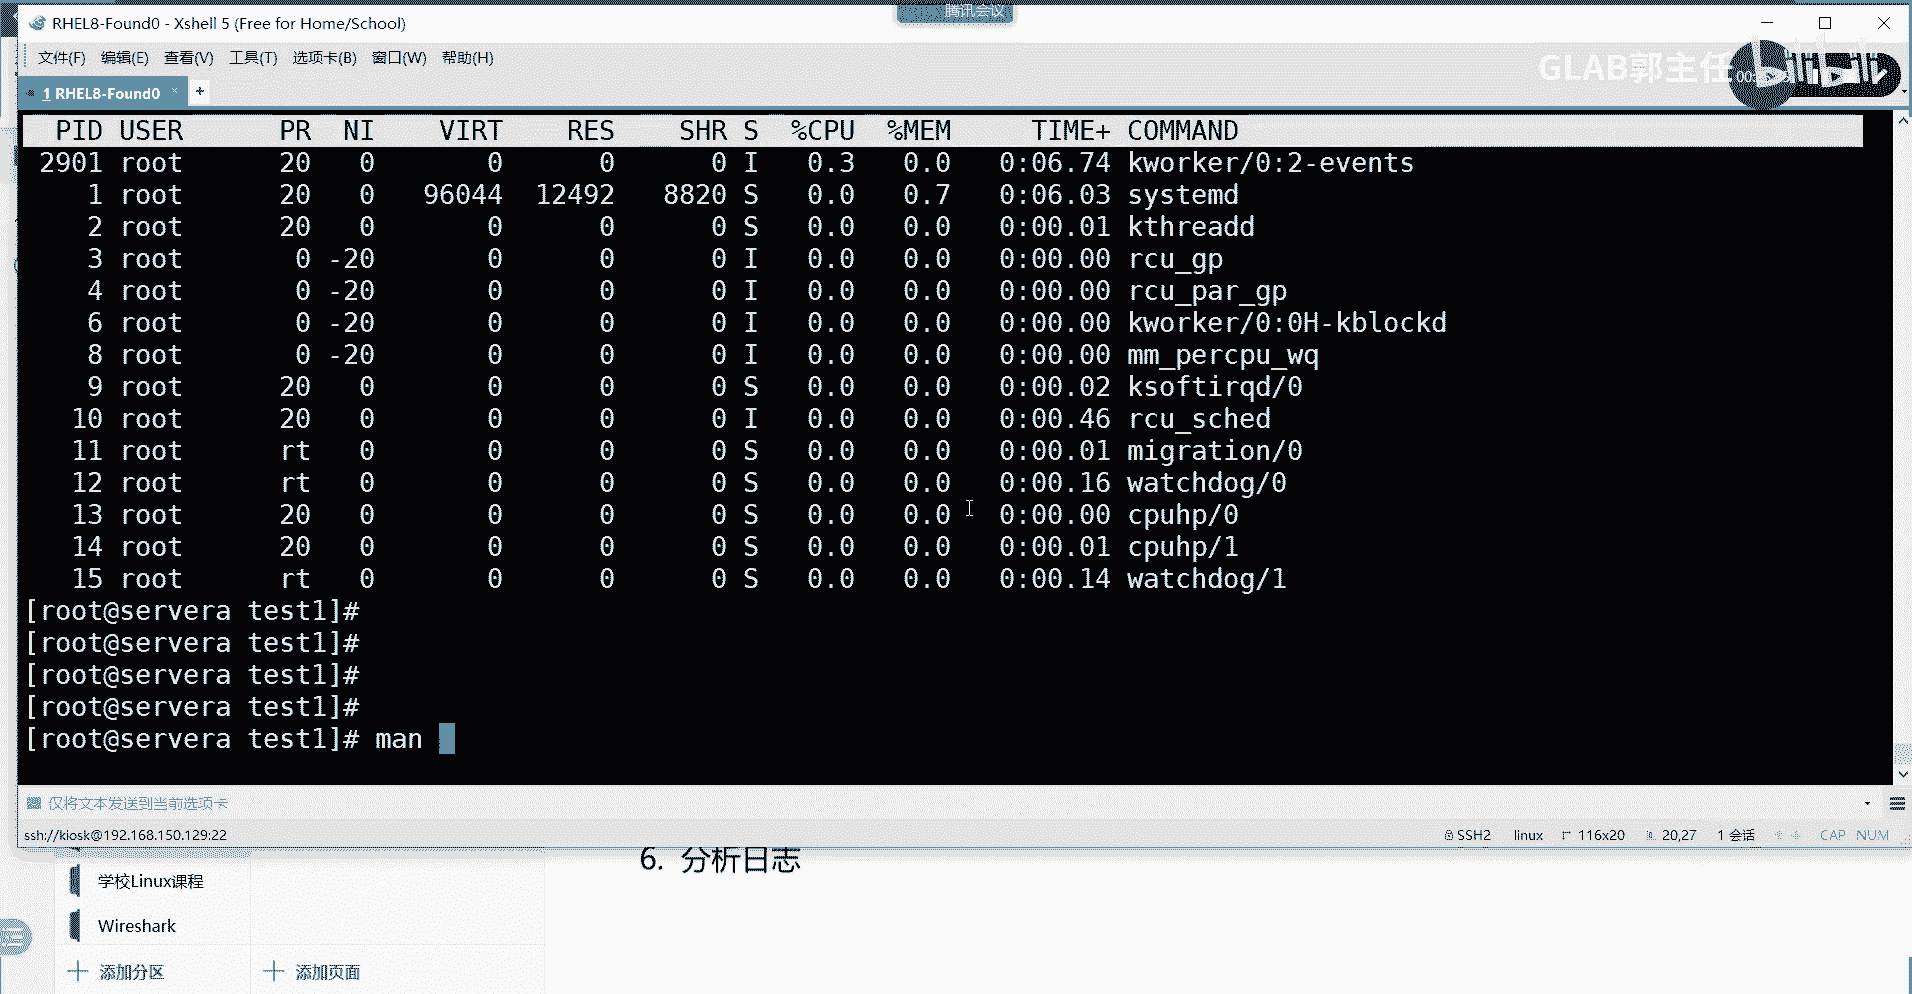 RHEL8-Found0 - Xshell 5 (Free for Home/School)
腾讯会议
文件(F) 编辑(E) 查看(V) 工具(T) 选项卡(B) 窗口(W) 帮助(H)
GLAB郭主任
bilibili
1 RHEL8-Found0 × +
PID USER PR NI VIRT RES SHR S %CPU %MEM TIME+ COMMAND
2901 root 20 0 0 0 0 I 0.3 0.0 0:06.74 kworker/0:2-events
1 root 20 0 96044 12492 8820 S 0.0 0.7 0:06.03 systemd
2 root 20 0 0 0 0 S 0.0 0.0 0:00.01 kthreadd
3 root 0 -20 0 0 0 I 0.0 0.0 0:00.00 rcu_gp
4 root 0 -20 0 0 0 I 0.0 0.0 0:00.00 rcu_par_gp
6 root 0 -20 0 0 0 I 0.0 0.0 0:00.00 kworker/0:0H-kblockd
8 root 0 -20 0 0 0 I 0.0 0.0 0:00.00 mm_percpu_wq
9 root 20 0 0 0 0 S 0.0 0.0 0:00.02 ksoftirqd/0
10 root 20 0 0 0 0 I 0.0 0.0 0:00.46 rcu_sched
11 root rt 0 0 0 0 S 0.0 0.0 0:00.01 migration/0
12 root rt 0 0 0 0 S 0.0 0.0 0:00.16 watchdog/0
13 root 20 0 0 0 0 S 0.0 0.0 0:00.00 cpuhp/0
14 root 20 0 0 0 0 S 0.0 0.0 0:00.01 cpuhp/1
15 root rt 0 0 0 0 S 0.0 0.0 0:00.14 watchdog/1
[root@servera test1]#
[root@servera test1]#
[root@servera test1]#
[root@servera test1]#
[root@servera test1]# man
仅将文本发送到当前选项卡
ssh://kiosk@192.168.150.129:22 SSH2 linux 116x20 20,27 1 会话 CAP NUM
6. 分析日志
学校Linux课程
Wireshark
添加分区 添加页面